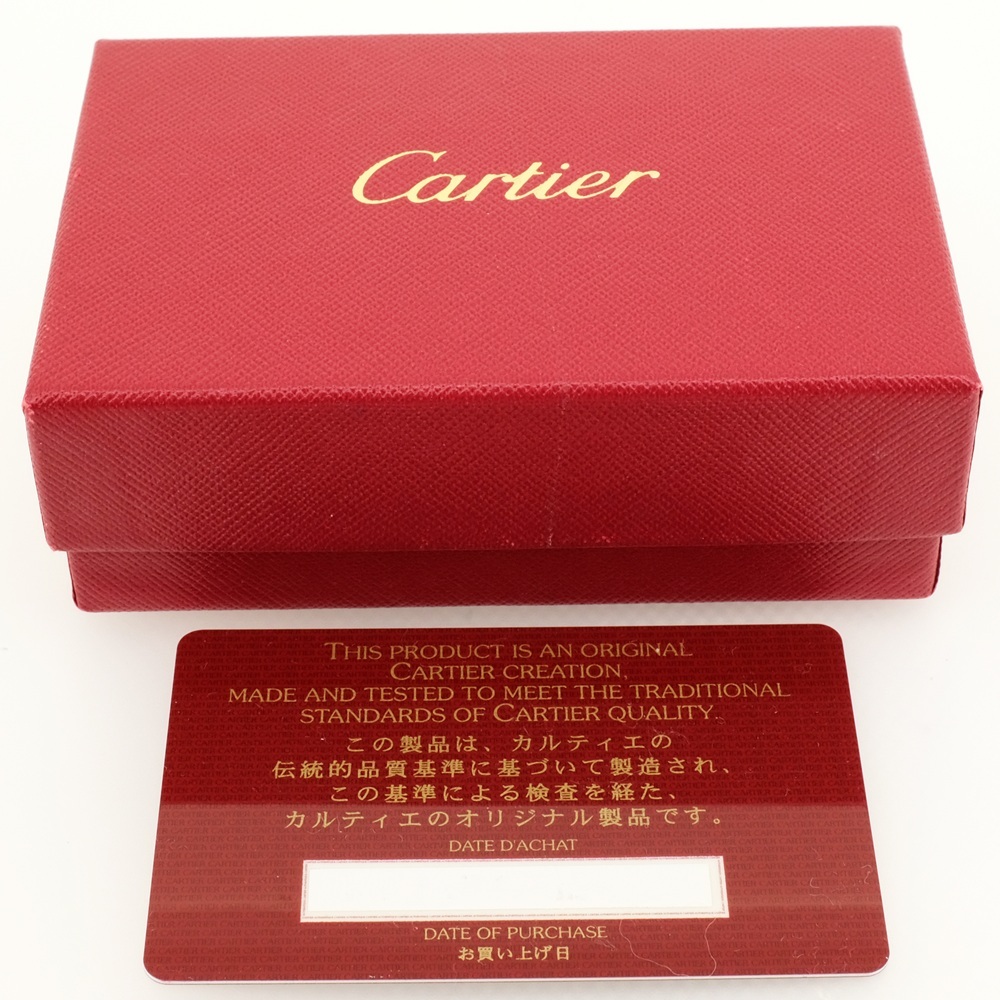 Cartier
THIS PRODUCT IS AN ORIGINAL
CARTIER CREATION,
MADE AND TESTED TO MEET THE TRADITIONAL
STANDARDS OF CARTIER QUALITY.
この製品は、カルティエの
伝統的品質基準に基づいて製造され、
この基準による検査を経た、
カルティエのオリジナル製品です。
DATE D'ACHAT
DATE OF PURCHASE
お買い上げ日